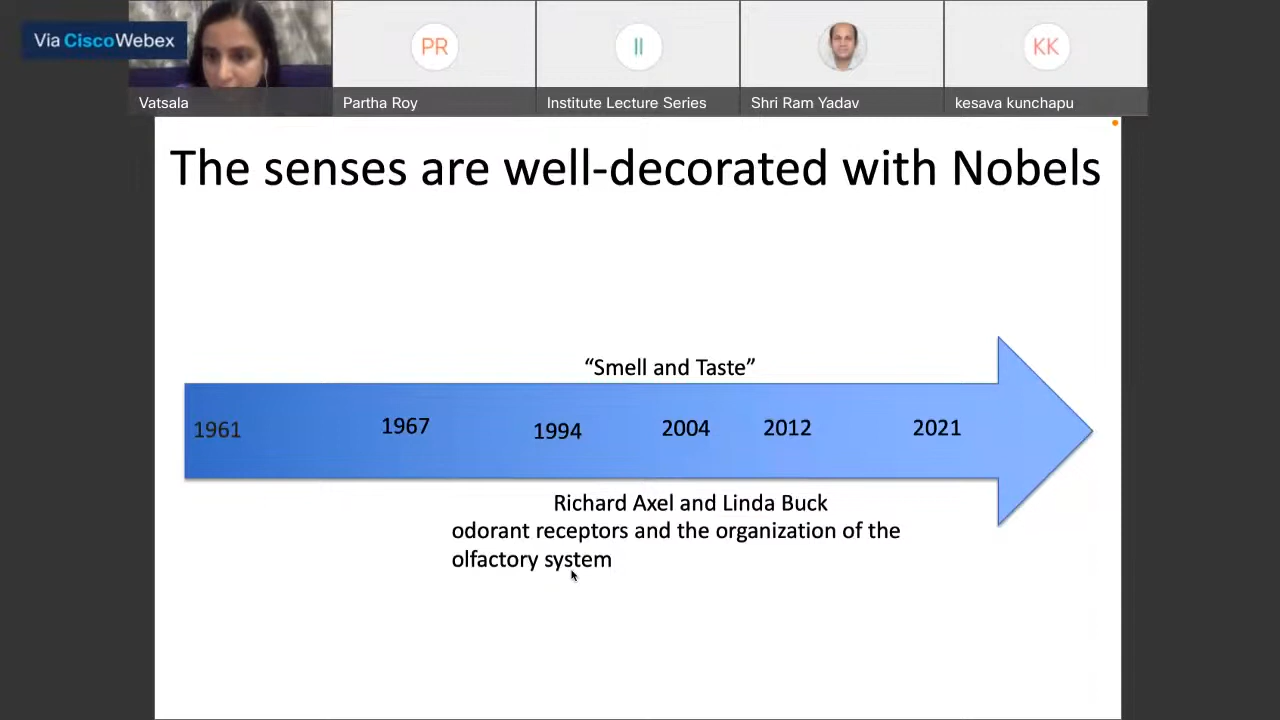 Via CiscoWebex
PR
II
KK
Vatsala
Partha Roy
Institute Lecture Series
Shri Ram Yadav
kesava kunchapu
The senses are well-decorated with Nobels
“Smell and Taste”
1961
1967
1994
2004
2012
2021
Richard Axel and Linda Buck
odorant receptors and the organization of the
olfactory system